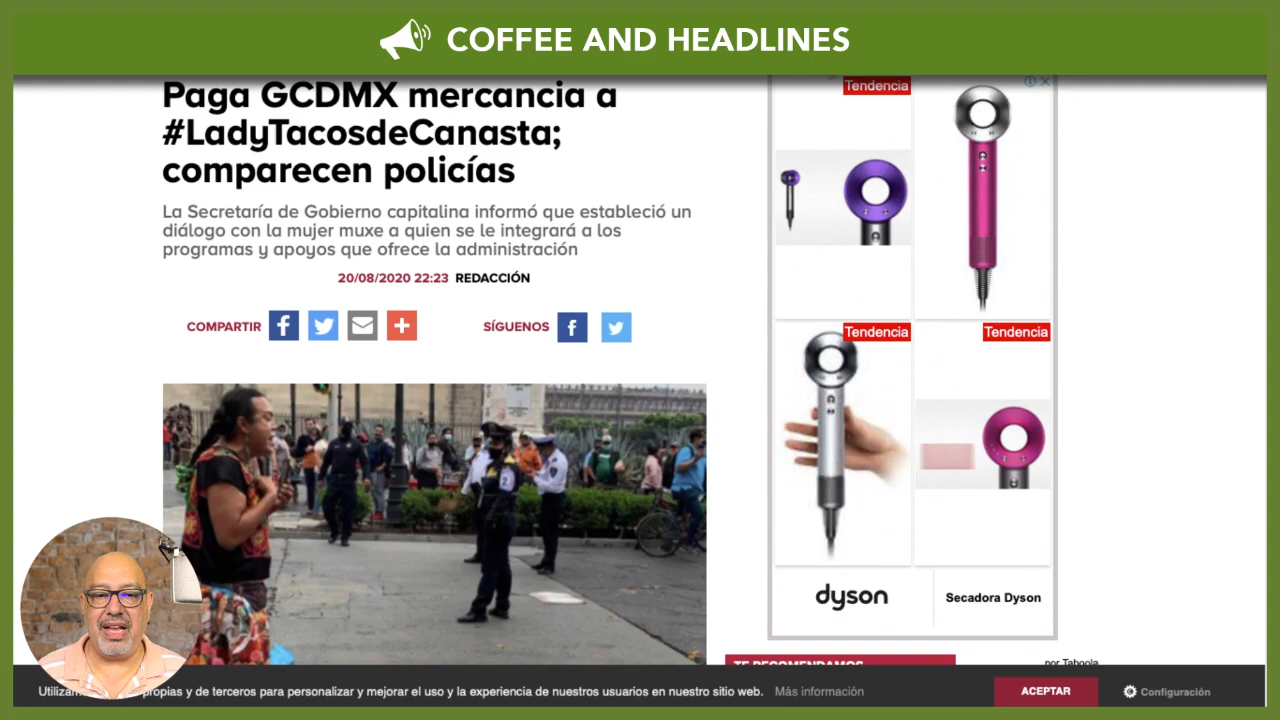 COFFEE AND HEADLINES
Paga GCDMX mercancia a
#LadyTacosdeCanasta;
comparecen policías
La Secretaría de Gobierno capitalina informó que estableció un
diálogo con la mujer muxe a quien se le integrará a los
programas y apoyos que ofrece la administración
20/08/2020 22:23 REDACCIÓN
COMPARTIR
SÍGUENOS
Tendencia
Tendencia
Tendencia
dyson
Secadora Dyson
TE RECOMENDAMOS
por Taboola
propias y de terceros para personalizar y mejorar el uso y la experiencia de nuestros usuarios en nuestro sitio web. Más información
ACEPTAR
Configuración